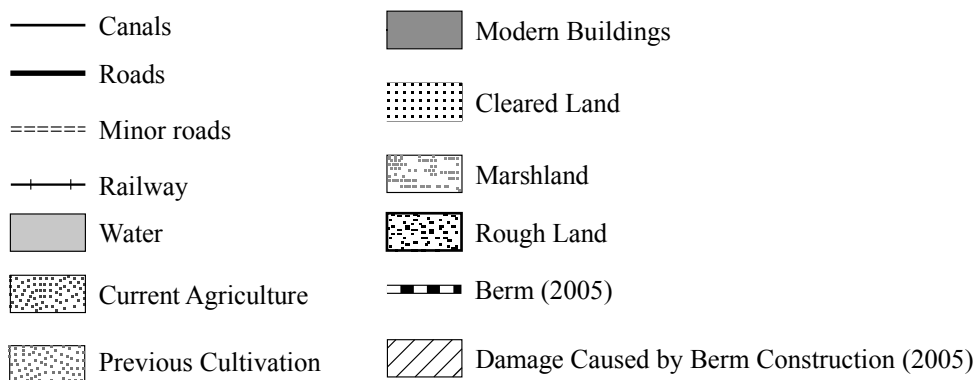 Canals
Roads
Minor roads
Railway
Water
Current Agriculture
Previous Cultivation
Modern Buildings
Cleared Land
Marshland
Rough Land
Berm (2005)
Damage Caused by Berm Construction (2005)